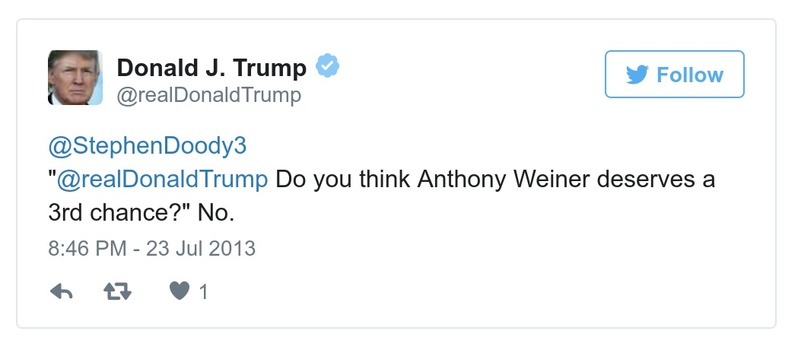 Donald J. Trump
@realDonaldTrump
Follow
@StephenDoody3
"@realDonaldTrump Do you think Anthony Weiner deserves a
3rd chance?" No.
8:46 PM - 23 Jul 2013
1